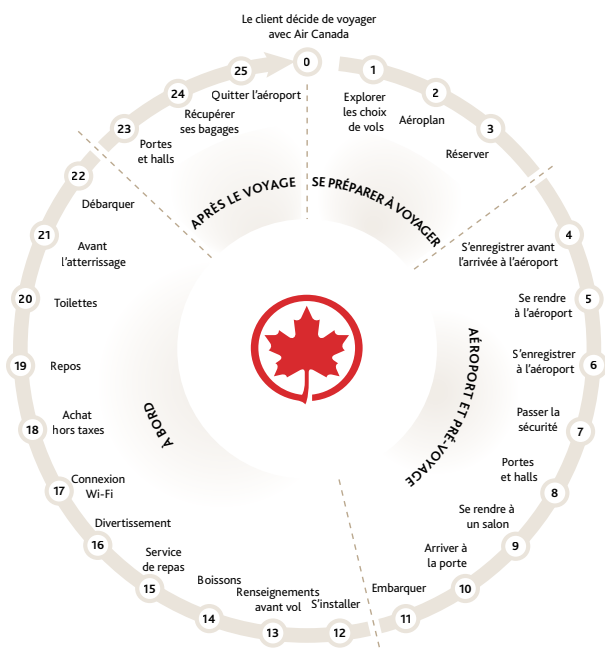 Le client décide de voyager
avec Air Canada
0
1
Explorer
les choix
de vols
2
Aéroplan
3
Réserver
SE PRÉPARER À VOYAGER
4
S'enregistrer avant
l'arrivée à l'aéroport
5
Se rendre
à l'aéroport
6
S'enregistrer
à l'aéroport
7
Passer la
sécurité
8
Portes
et halls
9
Se rendre à
un salon
10
Arriver à
la porte
11
Embarquer
AÉROPORT ET PRÉ-VOYAGE
12
S'installer
13
Renseignements
avant vol
14
Boissons
15
Service
de repas
16
Divertissement
17
Connexion
Wi-Fi
18
Achat
hors taxes
19
Repos
20
Toilettes
21
Avant
l'atterrissage
22
Débarquer
À BORD
23
Portes
et halls
24
Récupérer
ses bagages
25
Quitter l'aéroport
APRÈS LE VOYAGE